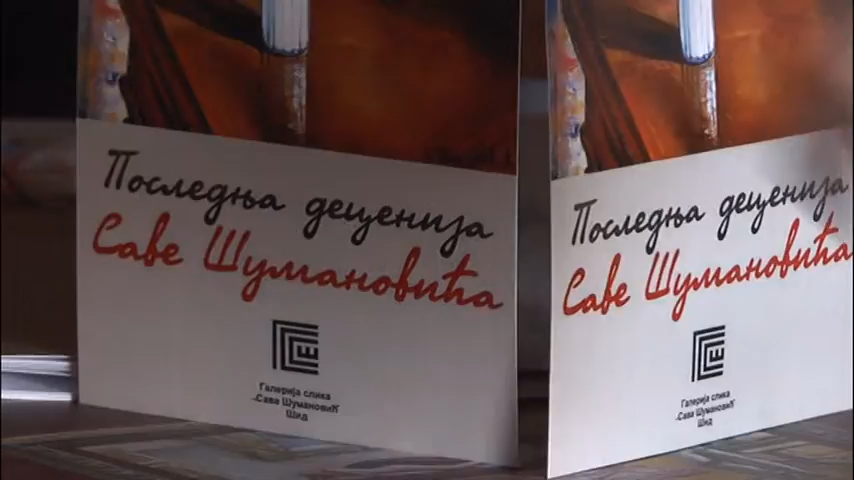 Последња деценија
Саве Шумановића
Галерија слика
„Сава Шумановић“
Шид
Последња деценија
Саве Шумановића
Галерија слика
„Сава Шумановић“
Шид